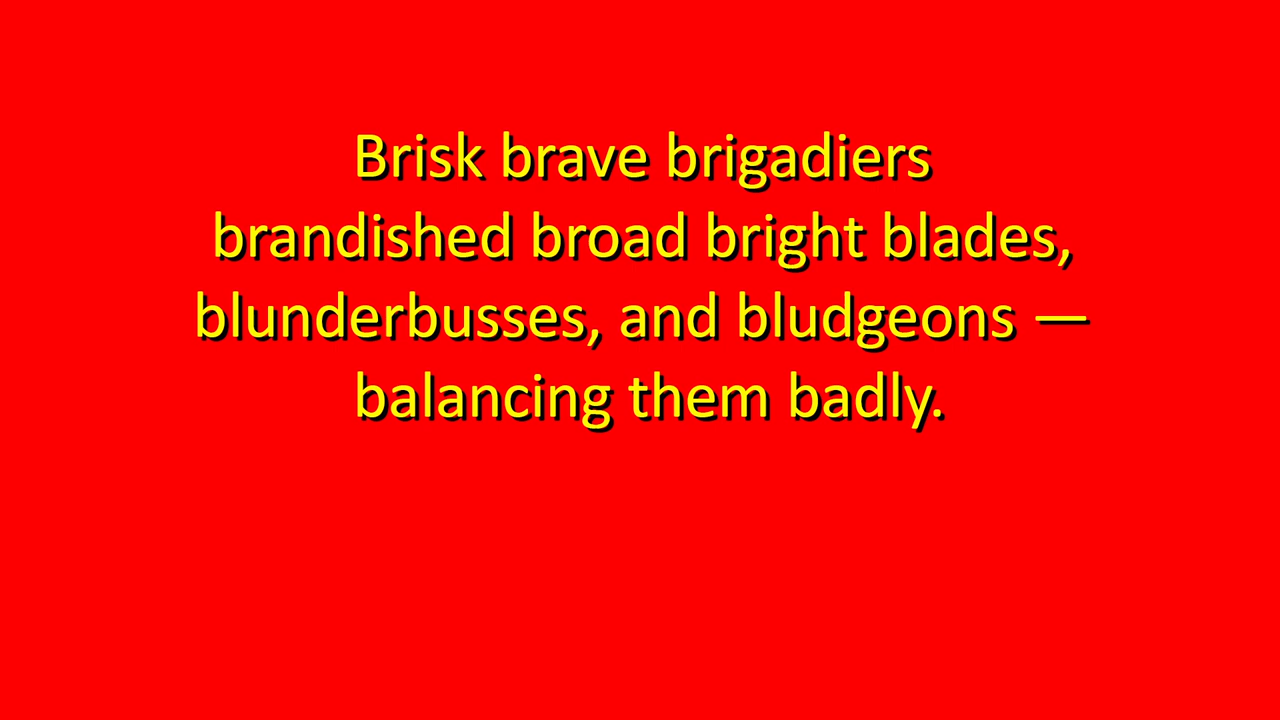 Brisk brave brigadiers
brandished broad bright blades,
blunderbusses, and bludgeons —
balancing them badly.